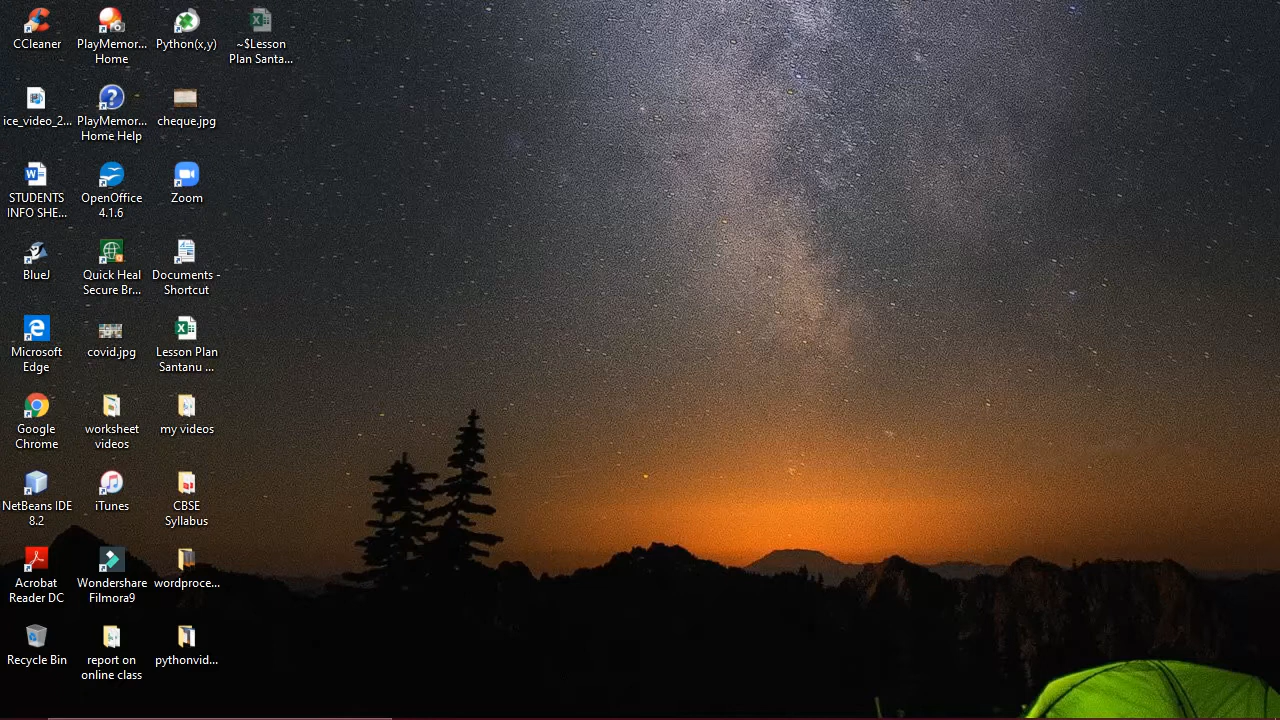 CCleaner
PlayMemor...
Home
Python(x,y)
~$Lesson
Plan Santa...
ice_video_2...
PlayMemor...
Home Help
cheque.jpg
STUDENTS
INFO SHE...
OpenOffice
4.1.6
Zoom
BlueJ
Quick Heal
Secure Br...
Documents -
Shortcut
Microsoft
Edge
covid.jpg
Lesson Plan
Santanu ...
Google
Chrome
worksheet
videos
my videos
NetBeans IDE
8.2
iTunes
CBSE
Syllabus
Acrobat
Reader DC
Wondershare
Filmora9
wordproce...
Recycle Bin
report on
online class
pythonvid...